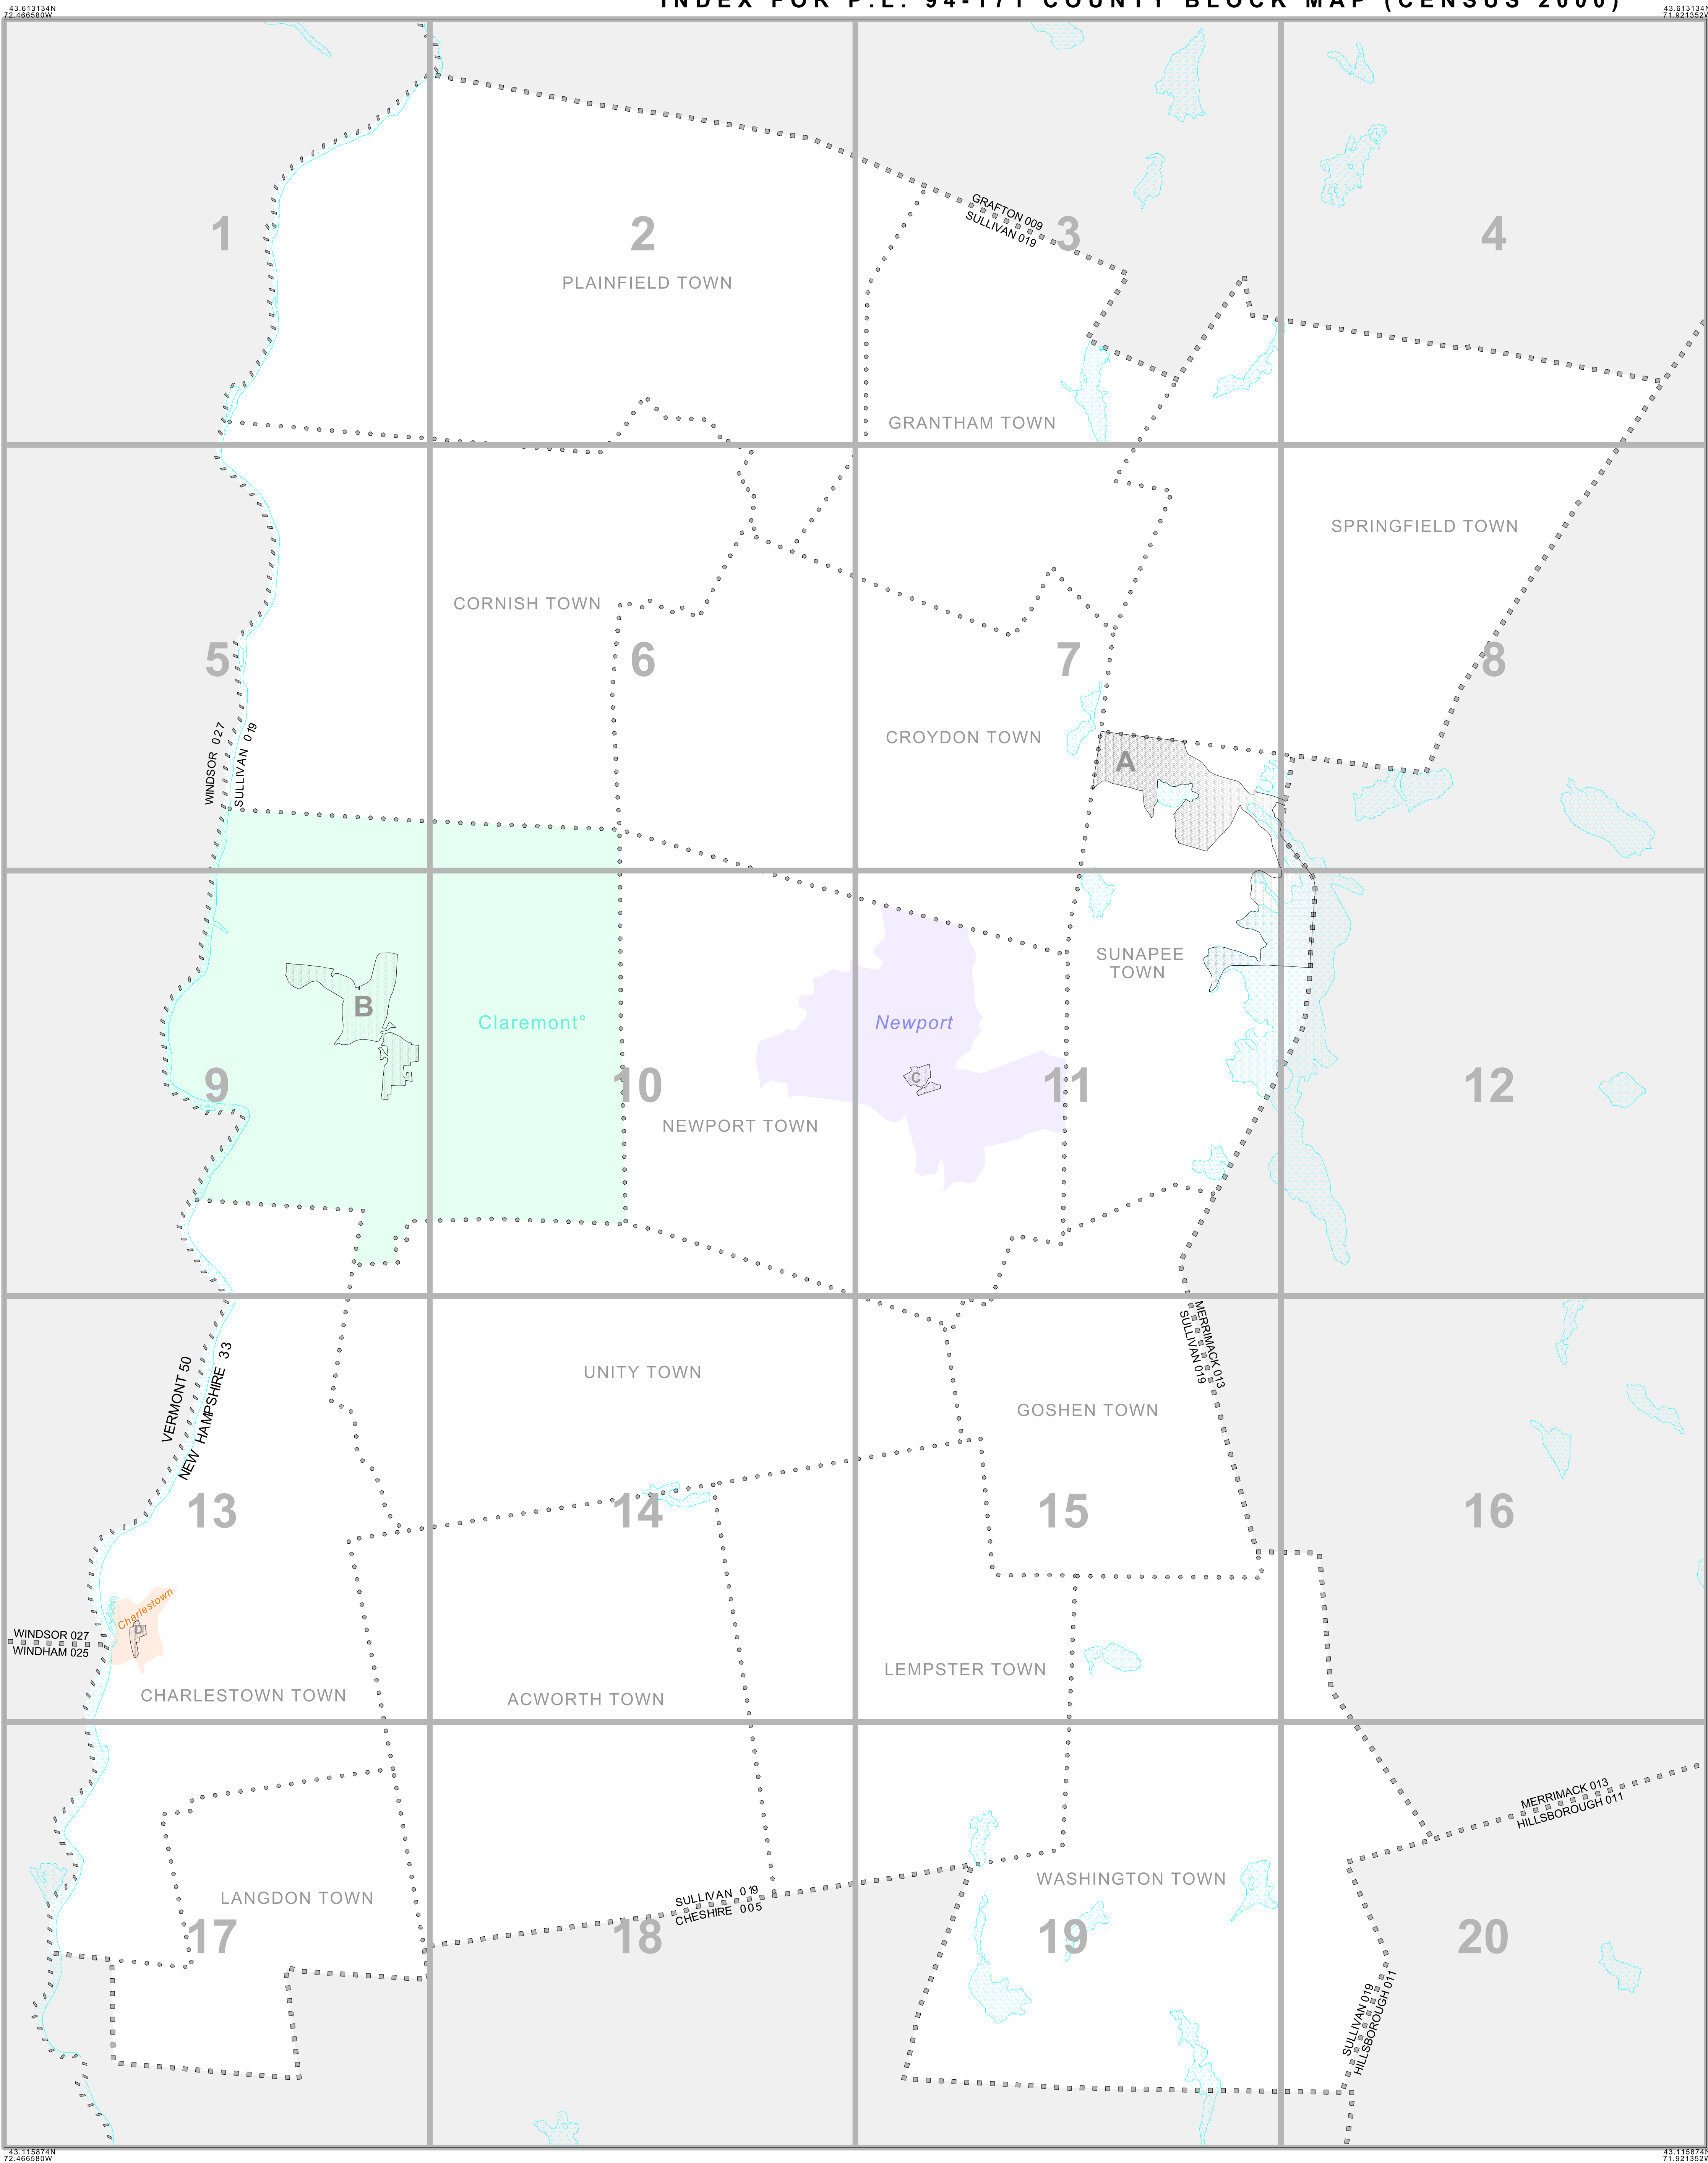 INDEX FOR P.L. 94-171 COUNTY BLOCK MAP (CENSUS 2000)
43.613134N
72.466580W
43.613134N
71.921352W
1
2
3
4
GRAFTON 009
SULLIVAN 019
PLAINFIELD TOWN
GRANTHAM TOWN
SPRINGFIELD TOWN
CORNISH TOWN
5
6
7
8
WINDSOR 027
SULLIVAN 019
CROYDON TOWN
A
SUNAPEE
TOWN
B
Claremont°
Newport
C
9
10
11
12
NEWPORT TOWN
MERRIMACK 013
SULLIVAN 019
VERMONT 50
NEW HAMPSHIRE 33
UNITY TOWN
GOSHEN TOWN
13
14
15
16
Charlestown
D
WINDSOR 027
WINDHAM 025
CHARLESTOWN TOWN
ACWORTH TOWN
LEMPSTER TOWN
MERRIMACK 013
HILLSBOROUGH 011
WASHINGTON TOWN
LANGDON TOWN
SULLIVAN 019
CHESHIRE 005
17
18
19
20
SULLIVAN 019
HILLSBOROUGH 011
43.115874N
72.466580W
43.115874N
71.921352W